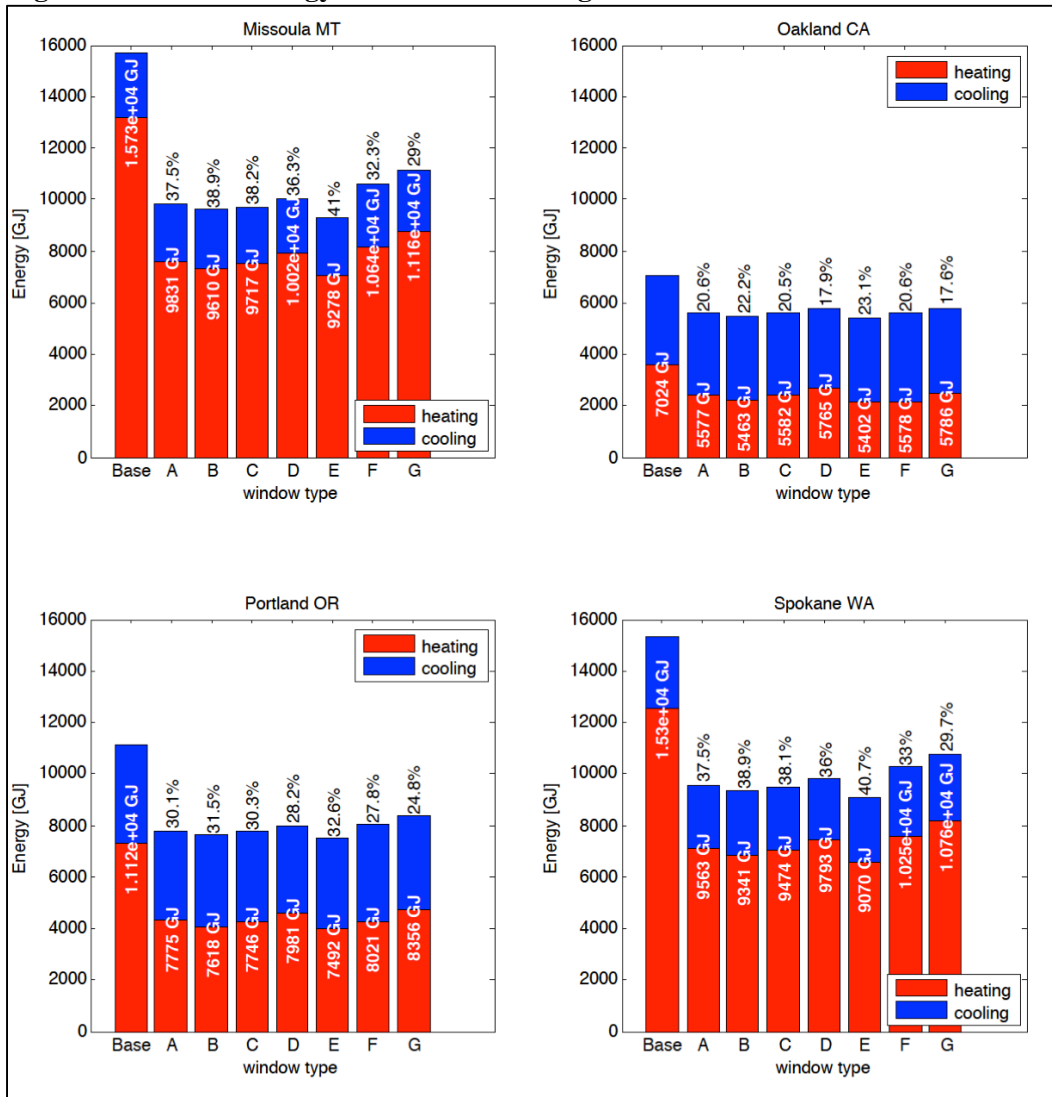 Missoula MT
16000
14000
12000
10000
8000
6000
4000
2000
0
Energy [GJ]
1.573e+04 GJ
9831 GJ
9610 GJ
9717 GJ
1.002e+04 GJ
9278 GJ
1.064e+04 GJ
1.116e+04 GJ
37.5%
38.9%
38.2%
36.3%
41%
32.3%
29%
heating
cooling
Base A B C D E F G
window type
Oakland CA
16000
14000
12000
10000
8000
6000
4000
2000
0
Energy [GJ]
heating
cooling
7024 GJ
5577 GJ
5463 GJ
5582 GJ
5765 GJ
5402 GJ
5578 GJ
5786 GJ
20.6%
22.2%
20.5%
17.9%
23.1%
20.6%
17.6%
Base A B C D E F G
window type
Portland OR
16000
14000
12000
10000
8000
6000
4000
2000
0
Energy [GJ]
heating
cooling
1.112e+04 GJ
7775 GJ
7618 GJ
7746 GJ
7981 GJ
7492 GJ
8021 GJ
8356 GJ
30.1%
31.5%
30.3%
28.2%
32.6%
27.8%
24.8%
Base A B C D E F G
window type
Spokane WA
16000
14000
12000
10000
8000
6000
4000
2000
0
Energy [GJ]
1.53e+04 GJ
9563 GJ
9341 GJ
9474 GJ
9793 GJ
9070 GJ
1.025e+04 GJ
1.076e+04 GJ
37.5%
38.9%
38.1%
36%
40.7%
33%
29.7%
heating
cooling
Base A B C D E F G
window type